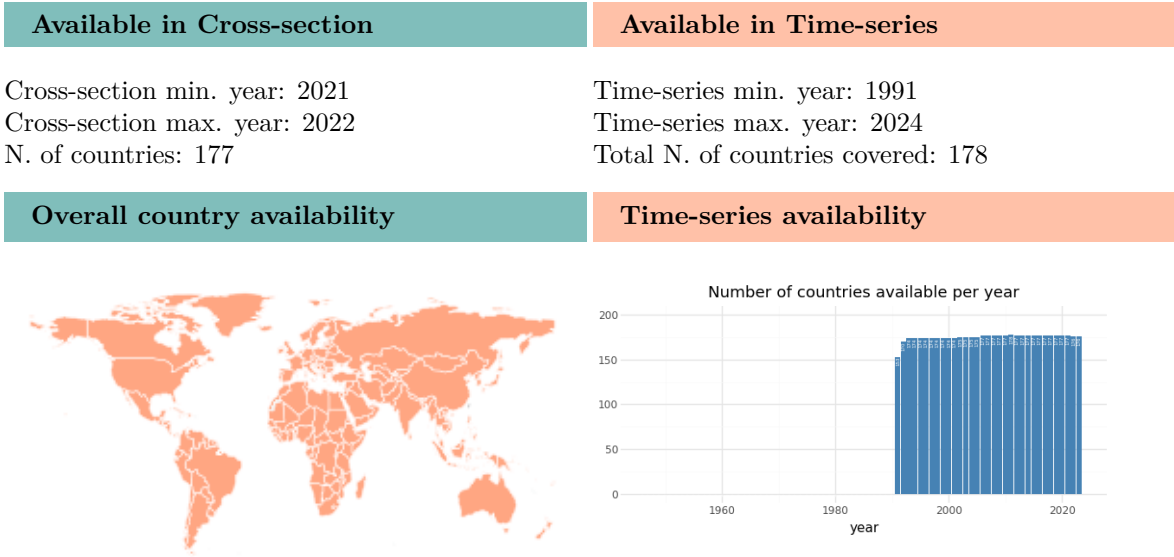 Available in Cross-section
Available in Time-series
Cross-section min. year: 2021
Cross-section max. year: 2022
N. of countries: 177
Time-series min. year: 1991
Time-series max. year: 2024
Total N. of countries covered: 178
Overall country availability
Time-series availability
Number of countries available per year
200
150
100
50
0
1960 1980 2000 2020
year